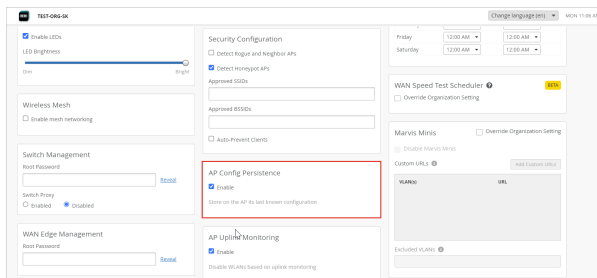 TEST-ORG-SK
Change language (en)
MON 11:06 AM
Enable LEDs
LED Brightness
Dim
Bright
Wireless Mesh
Enable mesh networking
Switch Management
Root Password
Reveal
Switch Proxy
Enabled
Disabled
WAN Edge Management
Root Password
Reveal
Security Configuration
Detect Rogue and Neighbor APs
Detect Honeypot APs
Approved SSIDs
Approved BSSIDs
Auto-Prevent Clients
AP Config Persistence
Enable
Store on the AP its last known configuration
AP Uplink Monitoring
Enable
Disable WLANs based on uplink monitoring
Friday
12:00 AM
12:00 AM
Saturday
12:00 AM
12:00 AM
WAN Speed Test Scheduler
BETA
Override Organization Setting
Marvis Minis
Override Organization Setting
Disable Marvis Minis
Custom URLs
Add Custom URLs
VLAN(s)
URL
Excluded VLANs